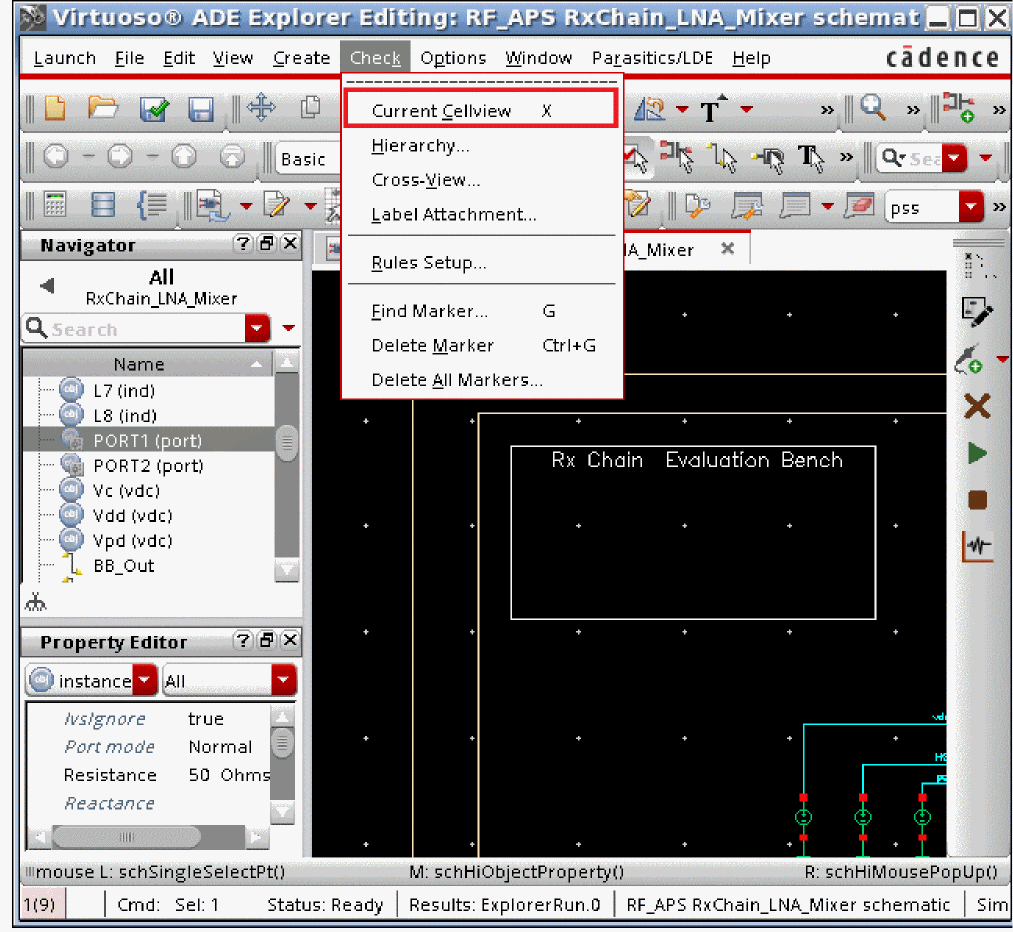 Virtuoso® ADE Explorer Editing: RF_APS RxChain_LNA_Mixer schemat
Launch File Edit View Create Check Options Window Parasitics/LDE Help cādence
Current Cellview X
Hierarchy...
Cross-View...
Label Attachment...
Rules Setup...
Find Marker... G
Delete Marker Ctrl+G
Delete All Markers...
T
»
»
»
Basic
»
Sea
pss
»
Navigator
All
RxChain_LNA_Mixer
Search
Name
L7 (ind)
L8 (ind)
PORT1 (port)
PORT2 (port)
Vc (vdc)
Vdd (vdc)
Vpd (vdc)
BB_Out
NA_Mixer
Rx Chain Evaluation Bench
Property Editor
instance All
lvsIgnore true
Port mode Normal
Resistance 50 Ohms
Reactance
mouse L: schSingleSelectPt() M: schHiObjectProperty() R: schHiMousePopUp()
1(9) Cmd: Sel: 1 Status: Ready Results: ExplorerRun.0 RF_APS RxChain_LNA_Mixer schematic Sim